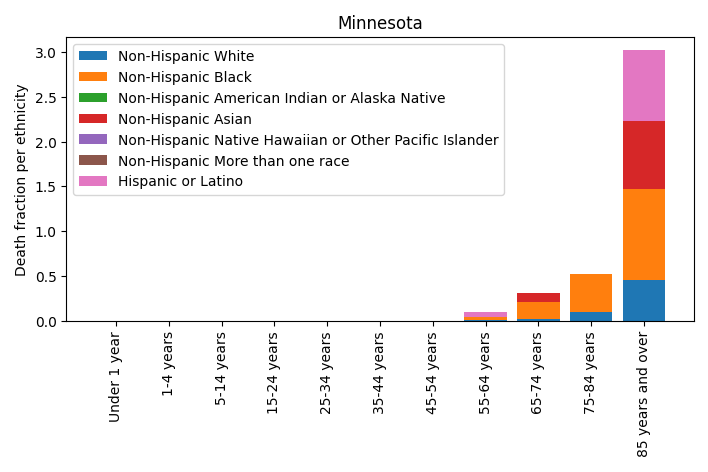 Minnesota
Death fraction per ethnicity
3.0
2.5
2.0
1.5
1.0
0.5
0.0
Non-Hispanic White
Non-Hispanic Black
Non-Hispanic American Indian or Alaska Native
Non-Hispanic Asian
Non-Hispanic Native Hawaiian or Other Pacific Islander
Non-Hispanic More than one race
Hispanic or Latino
Under 1 year
1-4 years
5-14 years
15-24 years
25-34 years
35-44 years
45-54 years
55-64 years
65-74 years
75-84 years
85 years and over